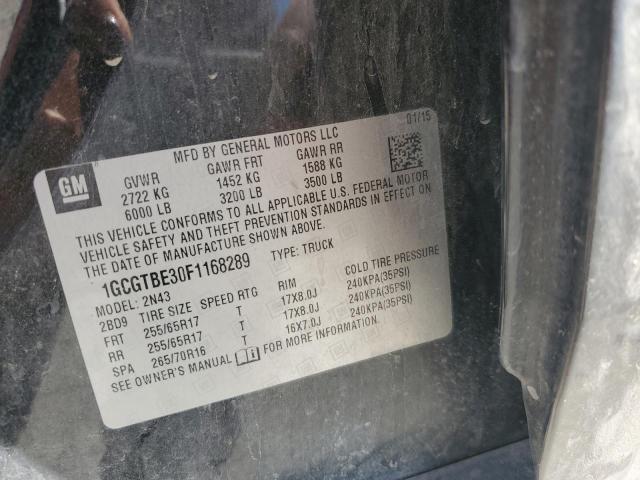 GM
MFD BY GENERAL MOTORS LLC
01/15
GVWR GAWR FRT GAWR RR
2722 KG 1452 KG 1588 KG
6000 LB 3200 LB 3500 LB
THIS VEHICLE CONFORMS TO ALL APPLICABLE U.S. FEDERAL MOTOR
VEHICLE SAFETY AND THEFT PREVENTION STANDARDS IN EFFECT ON
THE DATE OF MANUFACTURE SHOWN ABOVE.
1GCGTBE30F1168289 TYPE: TRUCK
MODEL: 2N43
2BD9 TIRE SIZE SPEED RTG RIM COLD TIRE PRESSURE
FRT 255/65R17 T 17X8.0J 240KPA(35PSI)
RR 255/65R17 T 17X8.0J 240KPA(35PSI)
SPA 265/70R16 T 16X7.0J 240KPA(35PSI)
SEE OWNER'S MANUAL FOR MORE INFORMATION.